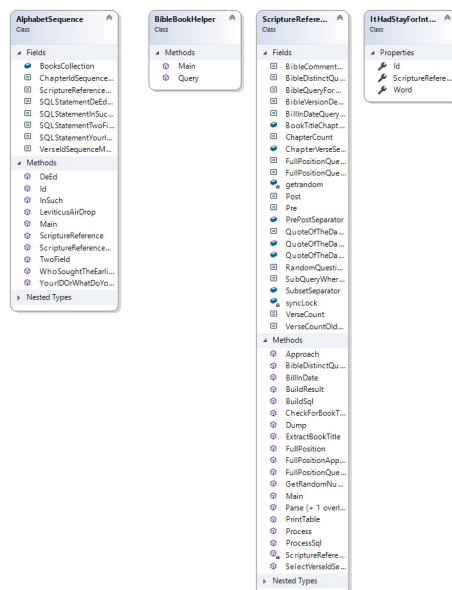 AlphabetSequence
Class
Fields
BooksCollection
ChapterIdSequence...
ScriptureReference...
SQLStatementDeEd...
SQLStatementInSuc...
SQLStatementTwoFi...
SQLStatementYourI...
VerseIdSequenceM...
Methods
DeEd
Id
InSuch
LeviticusAirDrop
Main
ScriptureReference
ScriptureReference...
TwoField
WhoSoughtTheEarli...
YourIDOrWhatDoYo...
Nested Types
BibleBookHelper
Class
Methods
Main
Query
ScriptureRefere...
Class
Fields
BibleComment...
BibleDistinctQu...
BibleQueryFor...
BibleVersionDe...
BillInDateQuery...
BookTitleChapt...
ChapterCount
ChapterVerseSe...
FullPositionQue...
FullPositionQue...
getrandom
Post
Pre
PrePostSeparator
QuoteOfTheDa...
QuoteOfTheDa...
QuoteOfTheDa...
RandomQuesti...
SubQueryWher...
SubsetSeparator
syncLock
VerseCount
VerseCountOld...
Methods
Approach
BibleDistinctQu...
BillInDate
BuildResult
BuildSql
CheckForBookT...
Dump
ExtractBookTitle
FullPosition
FullPositionApp...
FullPositionQue...
GetRandomNu...
Main
Parse (+ 1 overl...
PrintTable
Process
ProcessSql
ScriptureRefere...
SelectVerseIdSe...
Nested Types
ItHadStayForInt...
Class
Properties
Id
ScriptureRefere...
Word